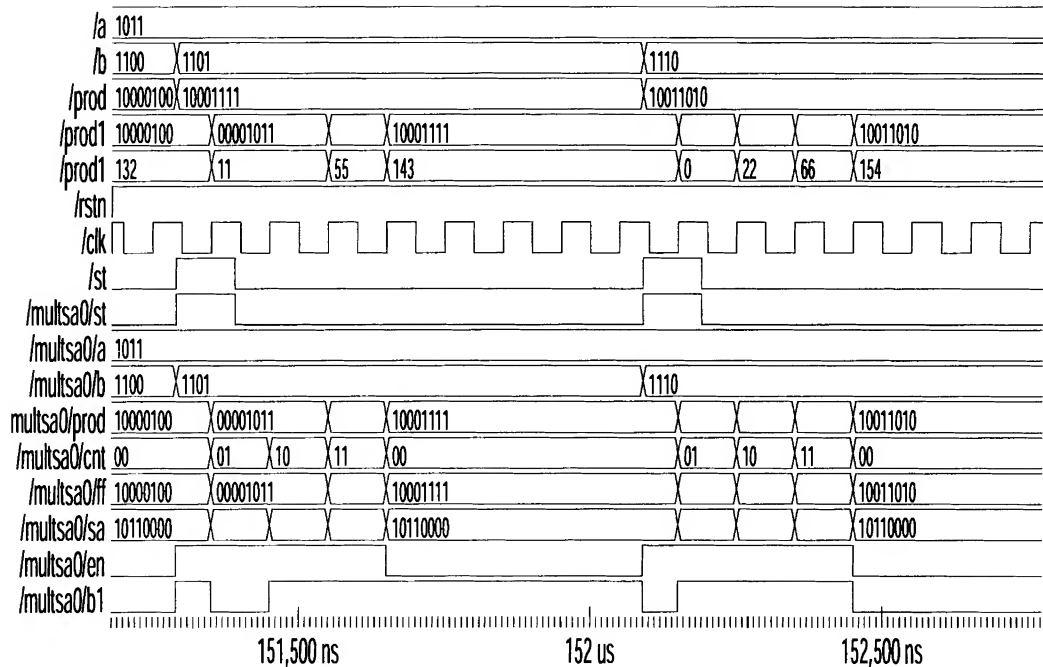 /a 1011
/b 1100 1101 1110
/prod 10000100 10001111 10011010
/prod1 10000100 00001011 10001111 10011010
/prod1 132 11 55 143 0 22 66 154
/rstn
/clk
/st
/multsa0/st
/multsa0/a 1011
/multsa0/b 1100 1101 1110
multsa0/prod 10000100 00001011 10001111 10011010
/multsa0/cnt 00 01 10 11 00 01 10 11 00
/multsa0/ff 10000100 00001011 10001111 10011010
/multsa0/sa 10110000 10110000 10110000
/multsa0/en
/multsa0/b1
151,500 ns 152 us 152,500 ns